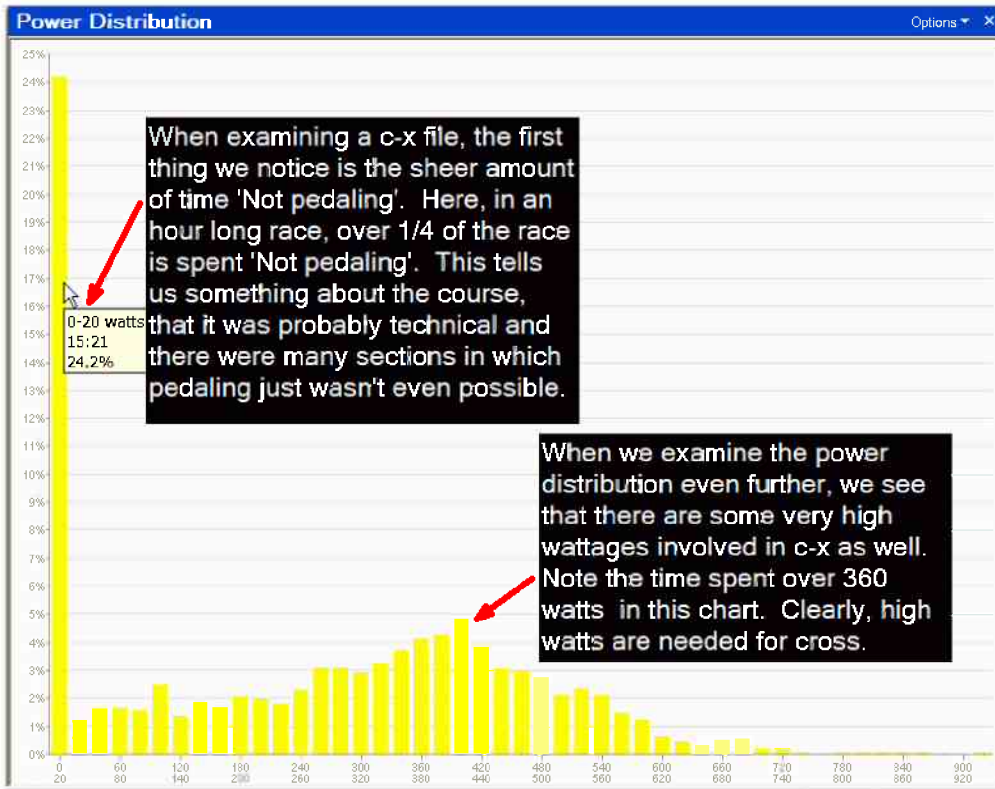 Power Distribution
Options
25%
24%
23%
22%
21%
20%
19%
18%
17%
16%
15%
14%
13%
12%
11%
10%
9%
8%
7%
6%
5%
4%
3%
2%
1%
0%
When examining a c-x file, the first
thing we notice is the sheer amount
of time 'Not pedaling'. Here, in an
hour long race, over 1/4 of the race
is spent 'Not pedaling'. This tells
us something about the course,
that it was probably technical and
there were many sections in which
pedaling just wasn't even possible.
0-20 watts
15:21
24,2%
When we examine the power
distribution even further, we see
that there are some very high
wattages involved in c-x as well.
Note the time spent over 360
watts in this chart. Clearly, high
watts are needed for cross.
0 60 120 180 240 300 360 420 480 540 600 660 720 780 840 900
20 80 140 200 260 320 380 440 500 560 620 680 740 800 860 920